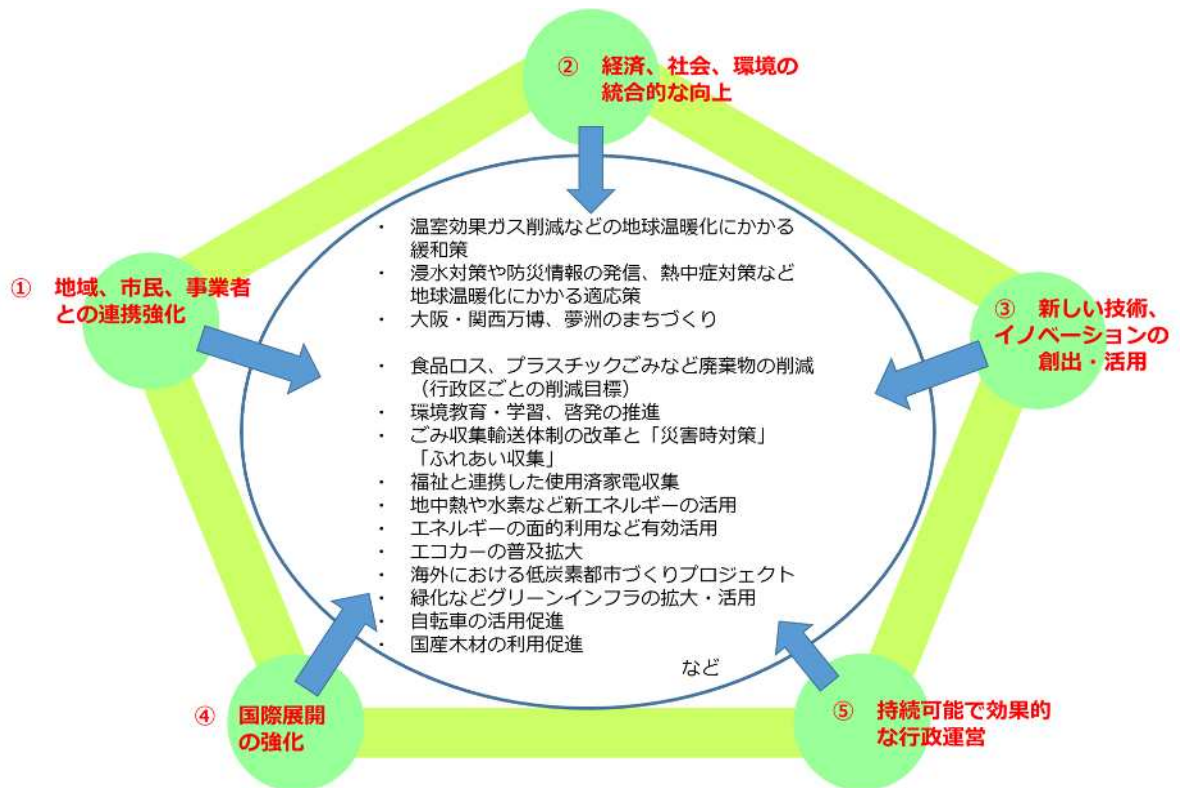 ② 経済、社会、環境の
統合的な向上
① 地域、市民、事業者
との連携強化
③ 新しい技術、
イノベーションの
創出・活用
・ 温室効果ガス削減などの地球温暖化にかかる
緩和策
・ 浸水対策や防災情報の発信、熱中症対策など
地球温暖化にかかる適応策
・ 大阪・関西万博、夢洲のまちづくり
・ 食品ロス、プラスチックごみなど廃棄物の削減
（行政区ごとの削減目標）
・ 環境教育・学習、啓発の推進
・ ごみ収集輸送体制の改革と「災害時対策」
「ふれあい収集」
・ 福祉と連携した使用済家電収集
・ 地中熱や水素など新エネルギーの活用
・ エネルギーの面的利用など有効活用
・ エコカーの普及拡大
・ 海外における低炭素都市づくりプロジェクト
・ 緑化などグリーンインフラの拡大・活用
・ 自転車の活用促進
・ 国産木材の利用促進
など
④ 国際展開
の強化
⑤ 持続可能で効果的
な行政運営